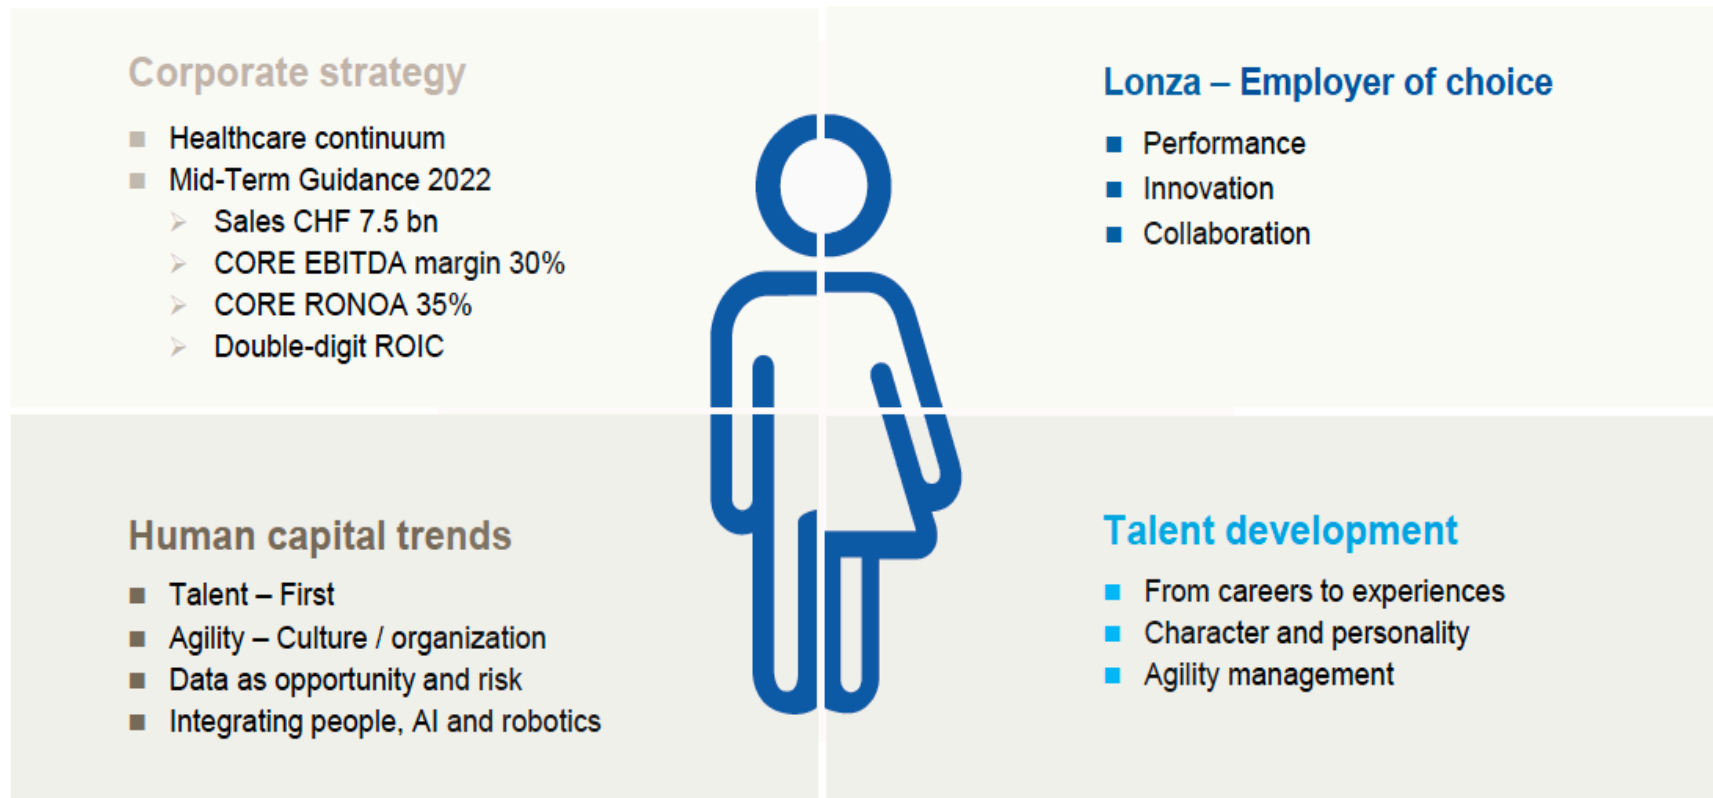 Corporate strategy
Healthcare continuum
Mid-Term Guidance 2022
Sales CHF 7.5 bn
CORE EBITDA margin 30%
CORE RONOA 35%
Double-digit ROIC
Lonza – Employer of choice
Performance
Innovation
Collaboration
Human capital trends
Talent – First
Agility – Culture / organization
Data as opportunity and risk
Integrating people, AI and robotics
Talent development
From careers to experiences
Character and personality
Agility management